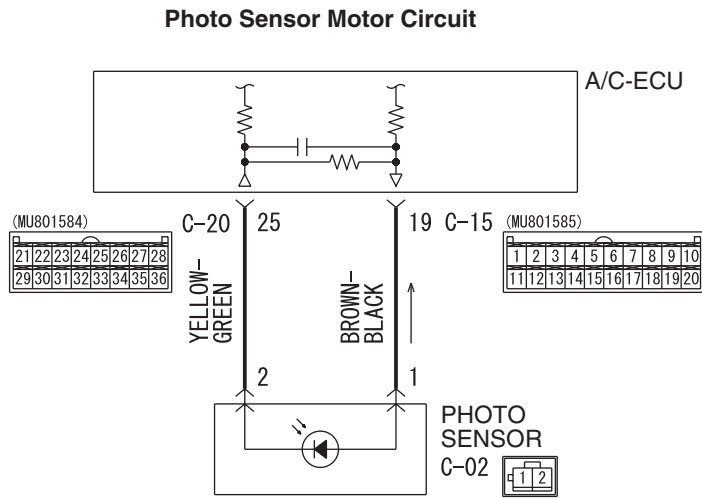 Photo Sensor Motor Circuit
A/C-ECU
(MU801584)
C-20 25
19 C-15
(MU801585)
21 22 23 24 25 26 27 28
29 30 31 32 33 34 35 36
1 2 3 4 5 6 7 8 9 10
11 12 13 14 15 16 17 18 19 20
YELLOW-
GREEN
BROWN-
BLACK
2
1
PHOTO
SENSOR
C-02
1 2